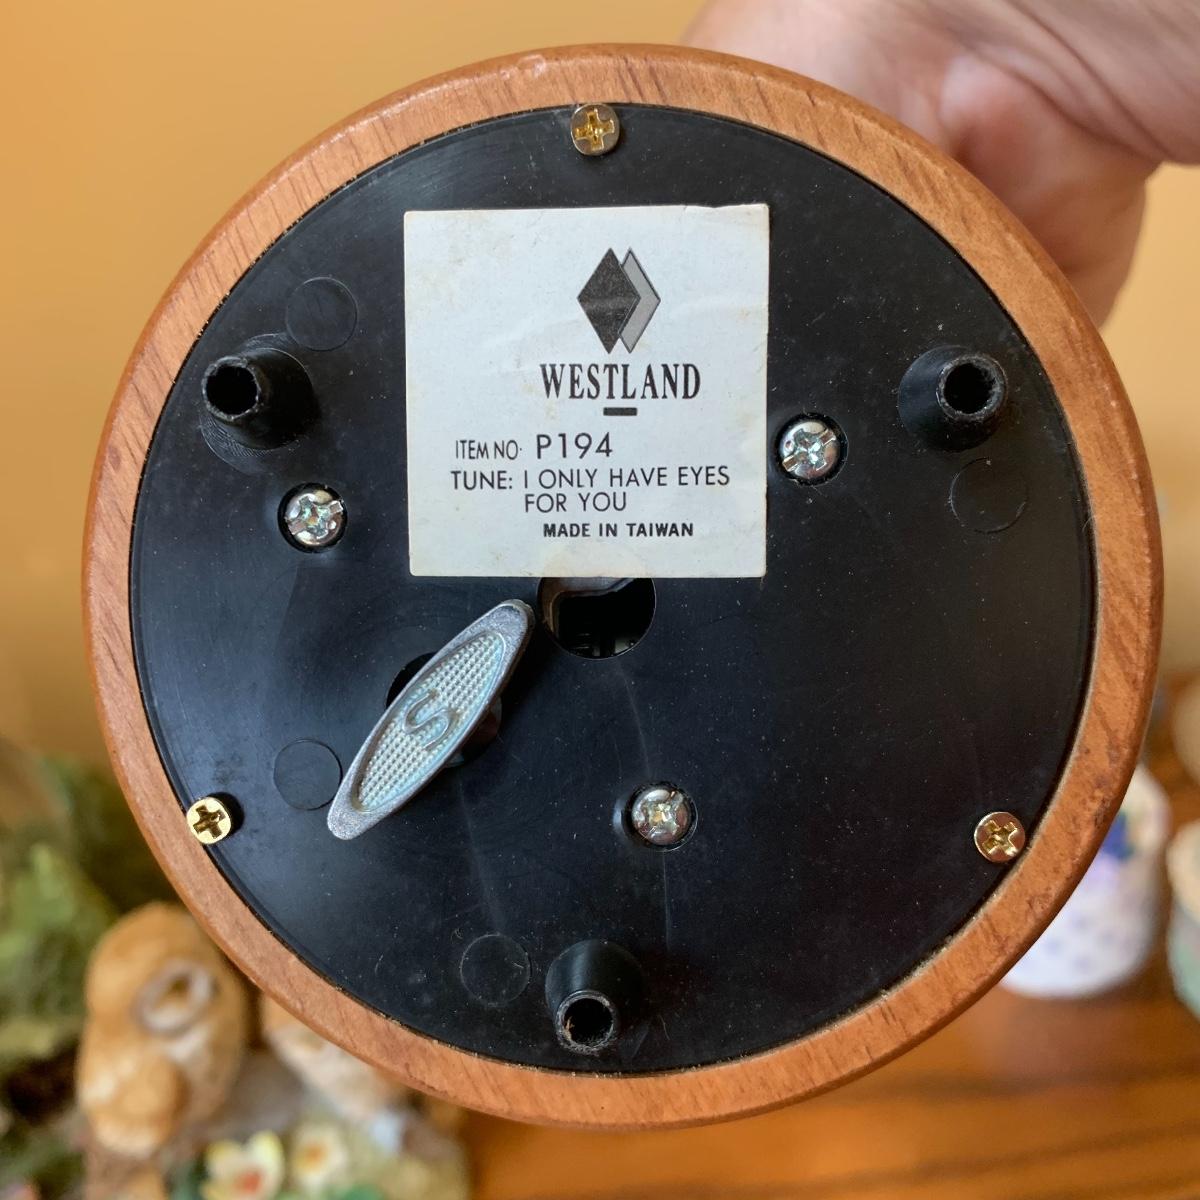 WESTLAND
ITEM NO. P194
TUNE: I ONLY HAVE EYES
FOR YOU
MADE IN TAIWAN
S